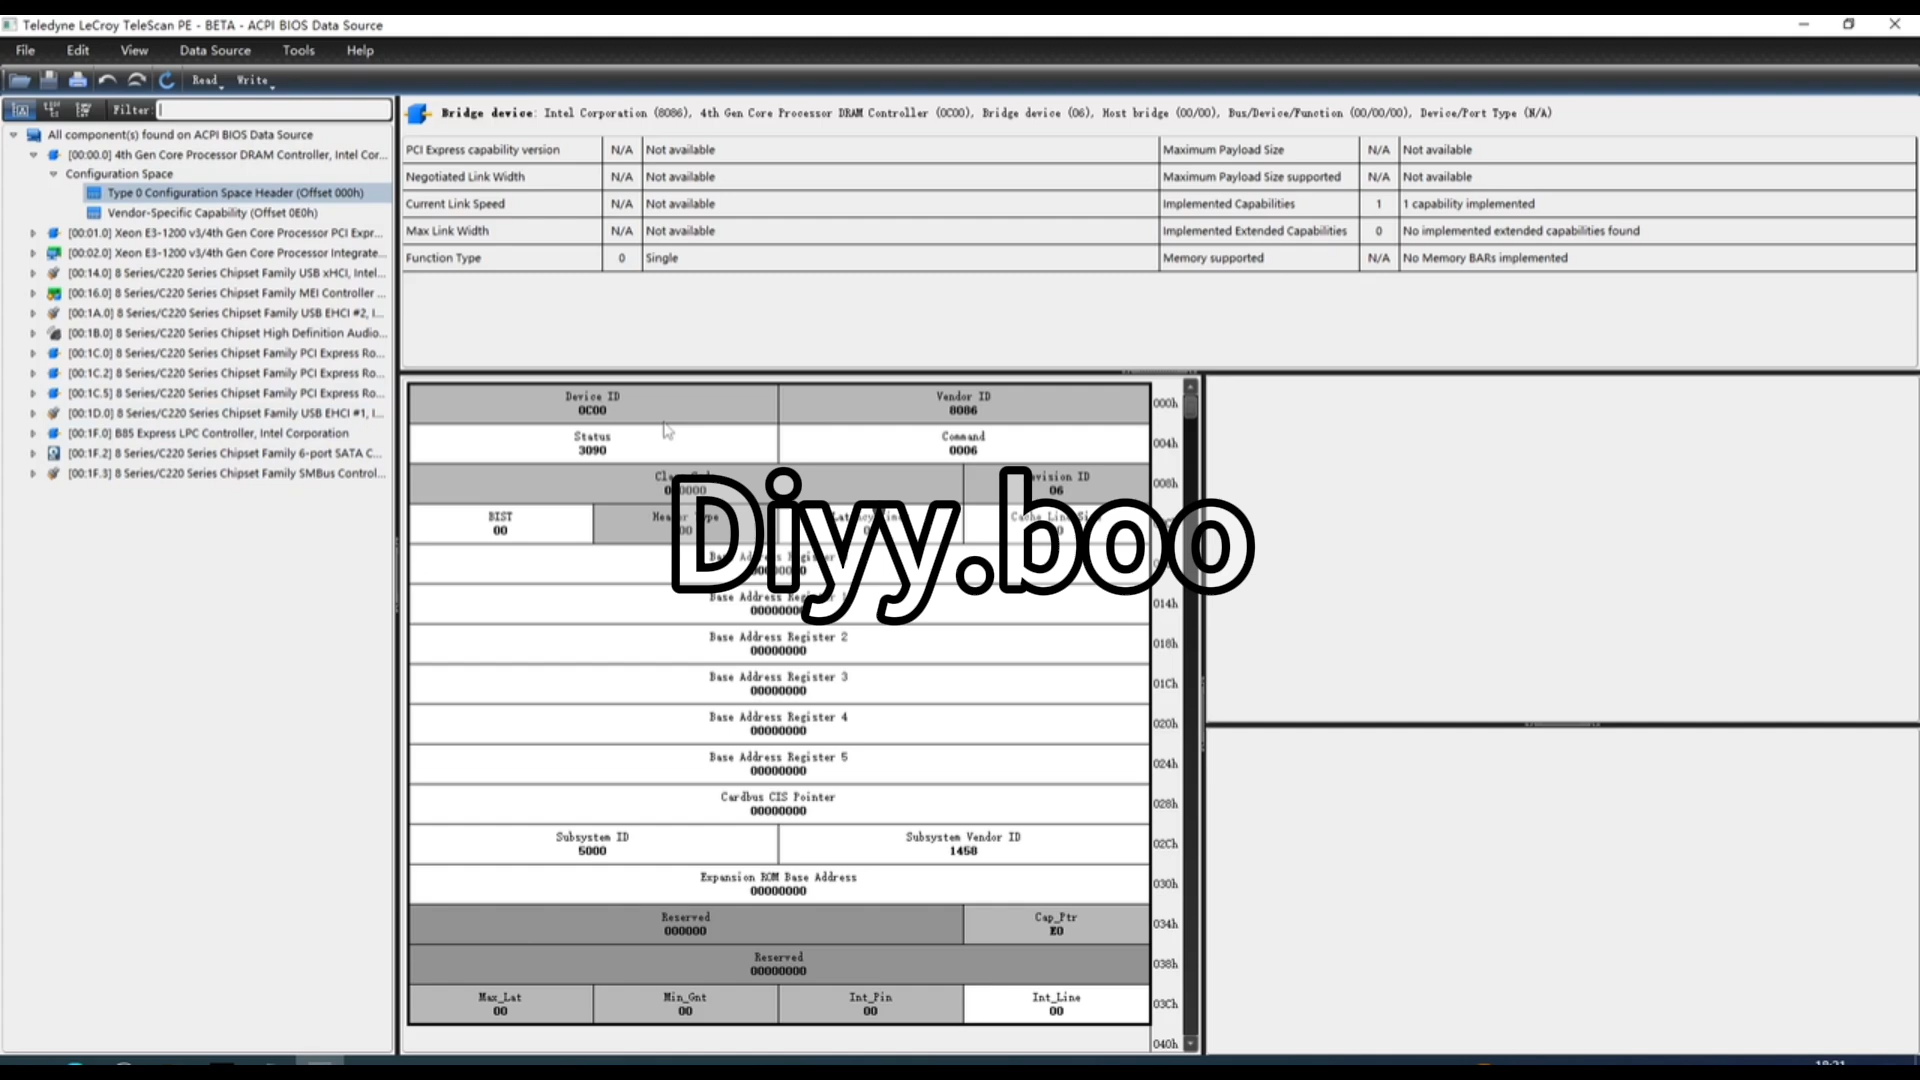 Teledyne LeCroy TeleScan PE - BETA - ACPI BIOS Data Source
File Edit View Data Source Tools Help
Read Write
Filter:
All component(s) found on ACPI BIOS Data Source
[00:00.0] 4th Gen Core Processor DRAM Controller, Intel Cor...
Configuration Space
Type 0 Configuration Space Header (Offset 000h)
Vendor-Specific Capability (Offset 0E0h)
[00:01.0] Xeon E3-1200 v3/4th Gen Core Processor PCI Expr...
[00:02.0] Xeon E3-1200 v3/4th Gen Core Processor Integrate...
[00:14.0] 8 Series/C220 Series Chipset Family USB xHCI, Intel...
[00:16.0] 8 Series/C220 Series Chipset Family MEI Controller ...
[00:1A.0] 8 Series/C220 Series Chipset Family USB EHCI #2, I...
[00:1B.0] 8 Series/C220 Series Chipset High Definition Audio...
[00:1C.0] 8 Series/C220 Series Chipset Family PCI Express Ro...
[00:1C.2] 8 Series/C220 Series Chipset Family PCI Express Ro...
[00:1C.5] 8 Series/C220 Series Chipset Family PCI Express Ro...
[00:1D.0] 8 Series/C220 Series Chipset Family USB EHCI #1, I...
[00:1F.0] B85 Express LPC Controller, Intel Corporation
[00:1F.2] 8 Series/C220 Series Chipset Family 6-port SATA C...
[00:1F.3] 8 Series/C220 Series Chipset Family SMBus Control...
Bridge device: Intel Corporation (8086), 4th Gen Core Processor DRAM Controller (0C00), Bridge device (06), Host bridge (00/00), Bus/Device/Function (00/00/00), Device/Port Type (N/A)
PCI Express capability version N/A Not available Maximum Payload Size N/A Not available
Negotiated Link Width N/A Not available Maximum Payload Size supported N/A Not available
Current Link Speed N/A Not available Implemented Capabilities 1 1 capability implemented
Max Link Width N/A Not available Implemented Extended Capabilities 0 No implemented extended capabilities found
Function Type 0 Single Memory supported N/A No Memory BARs implemented
Device ID Vendor ID
0C00 8086 000h
Status Command
3090 0006 004h
06 008h
BIST
00
Diyy.boo
Base Address Register
014h
Base Address Register 2
00000000 018h
Base Address Register 3
00000000 01Ch
Base Address Register 4
00000000 020h
Base Address Register 5
00000000 024h
Cardbus CIS Pointer
00000000 028h
Subsystem ID Subsystem Vendor ID
5000 1458 02Ch
Expansion ROM Base Address
00000000 030h
Reserved Cap_Ptr
000000 E0 034h
Reserved
00000000 038h
Max_Lat Min_Gnt Int_Pin Int_Line
00 00 00 00 03Ch
040h